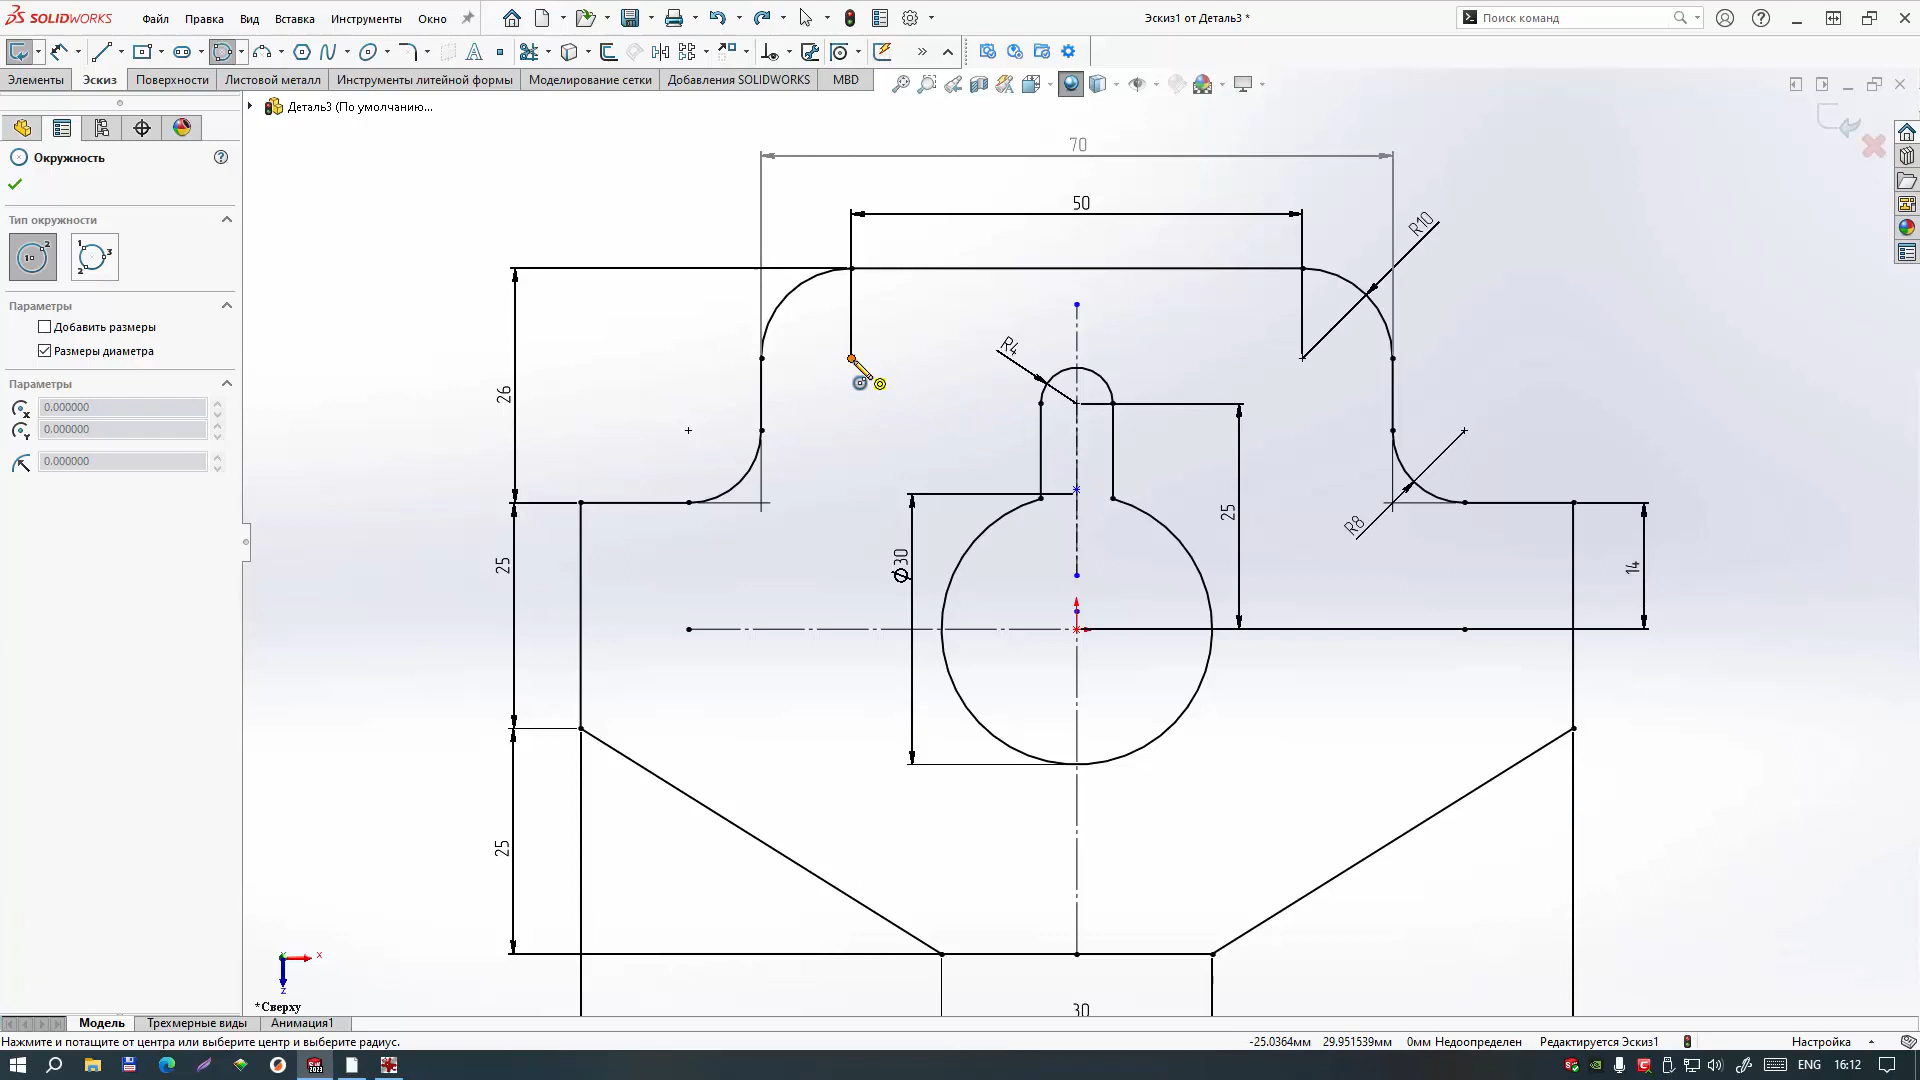 SOLIDWORKS
Файл Правка Вид Вставка Инструменты Окно
Эскиз1 от Деталь3 *
Поиск команд
Элементы Эскиз Поверхности Листовой металл Инструменты литейной формы Моделирование сетки Добавления SOLIDWORKS MBD
Деталь3 (По умолчанию...
Окружность
Тип окружности
Параметры
Добавить размеры
Размеры диаметра
Параметры
0.000000
0.000000
0.000000
70
50
R10
R4
26
25
R8
14
25
Ø30
25
30
*Сверху
Модель Трехмерные виды Анимация1
Нажмите и потащите от центра или выберите центр и выберите радиус.
-25.0364мм 29.951539мм 0мм Недоопределен Редактируется Эскиз1 Настройка
ENG 16:12